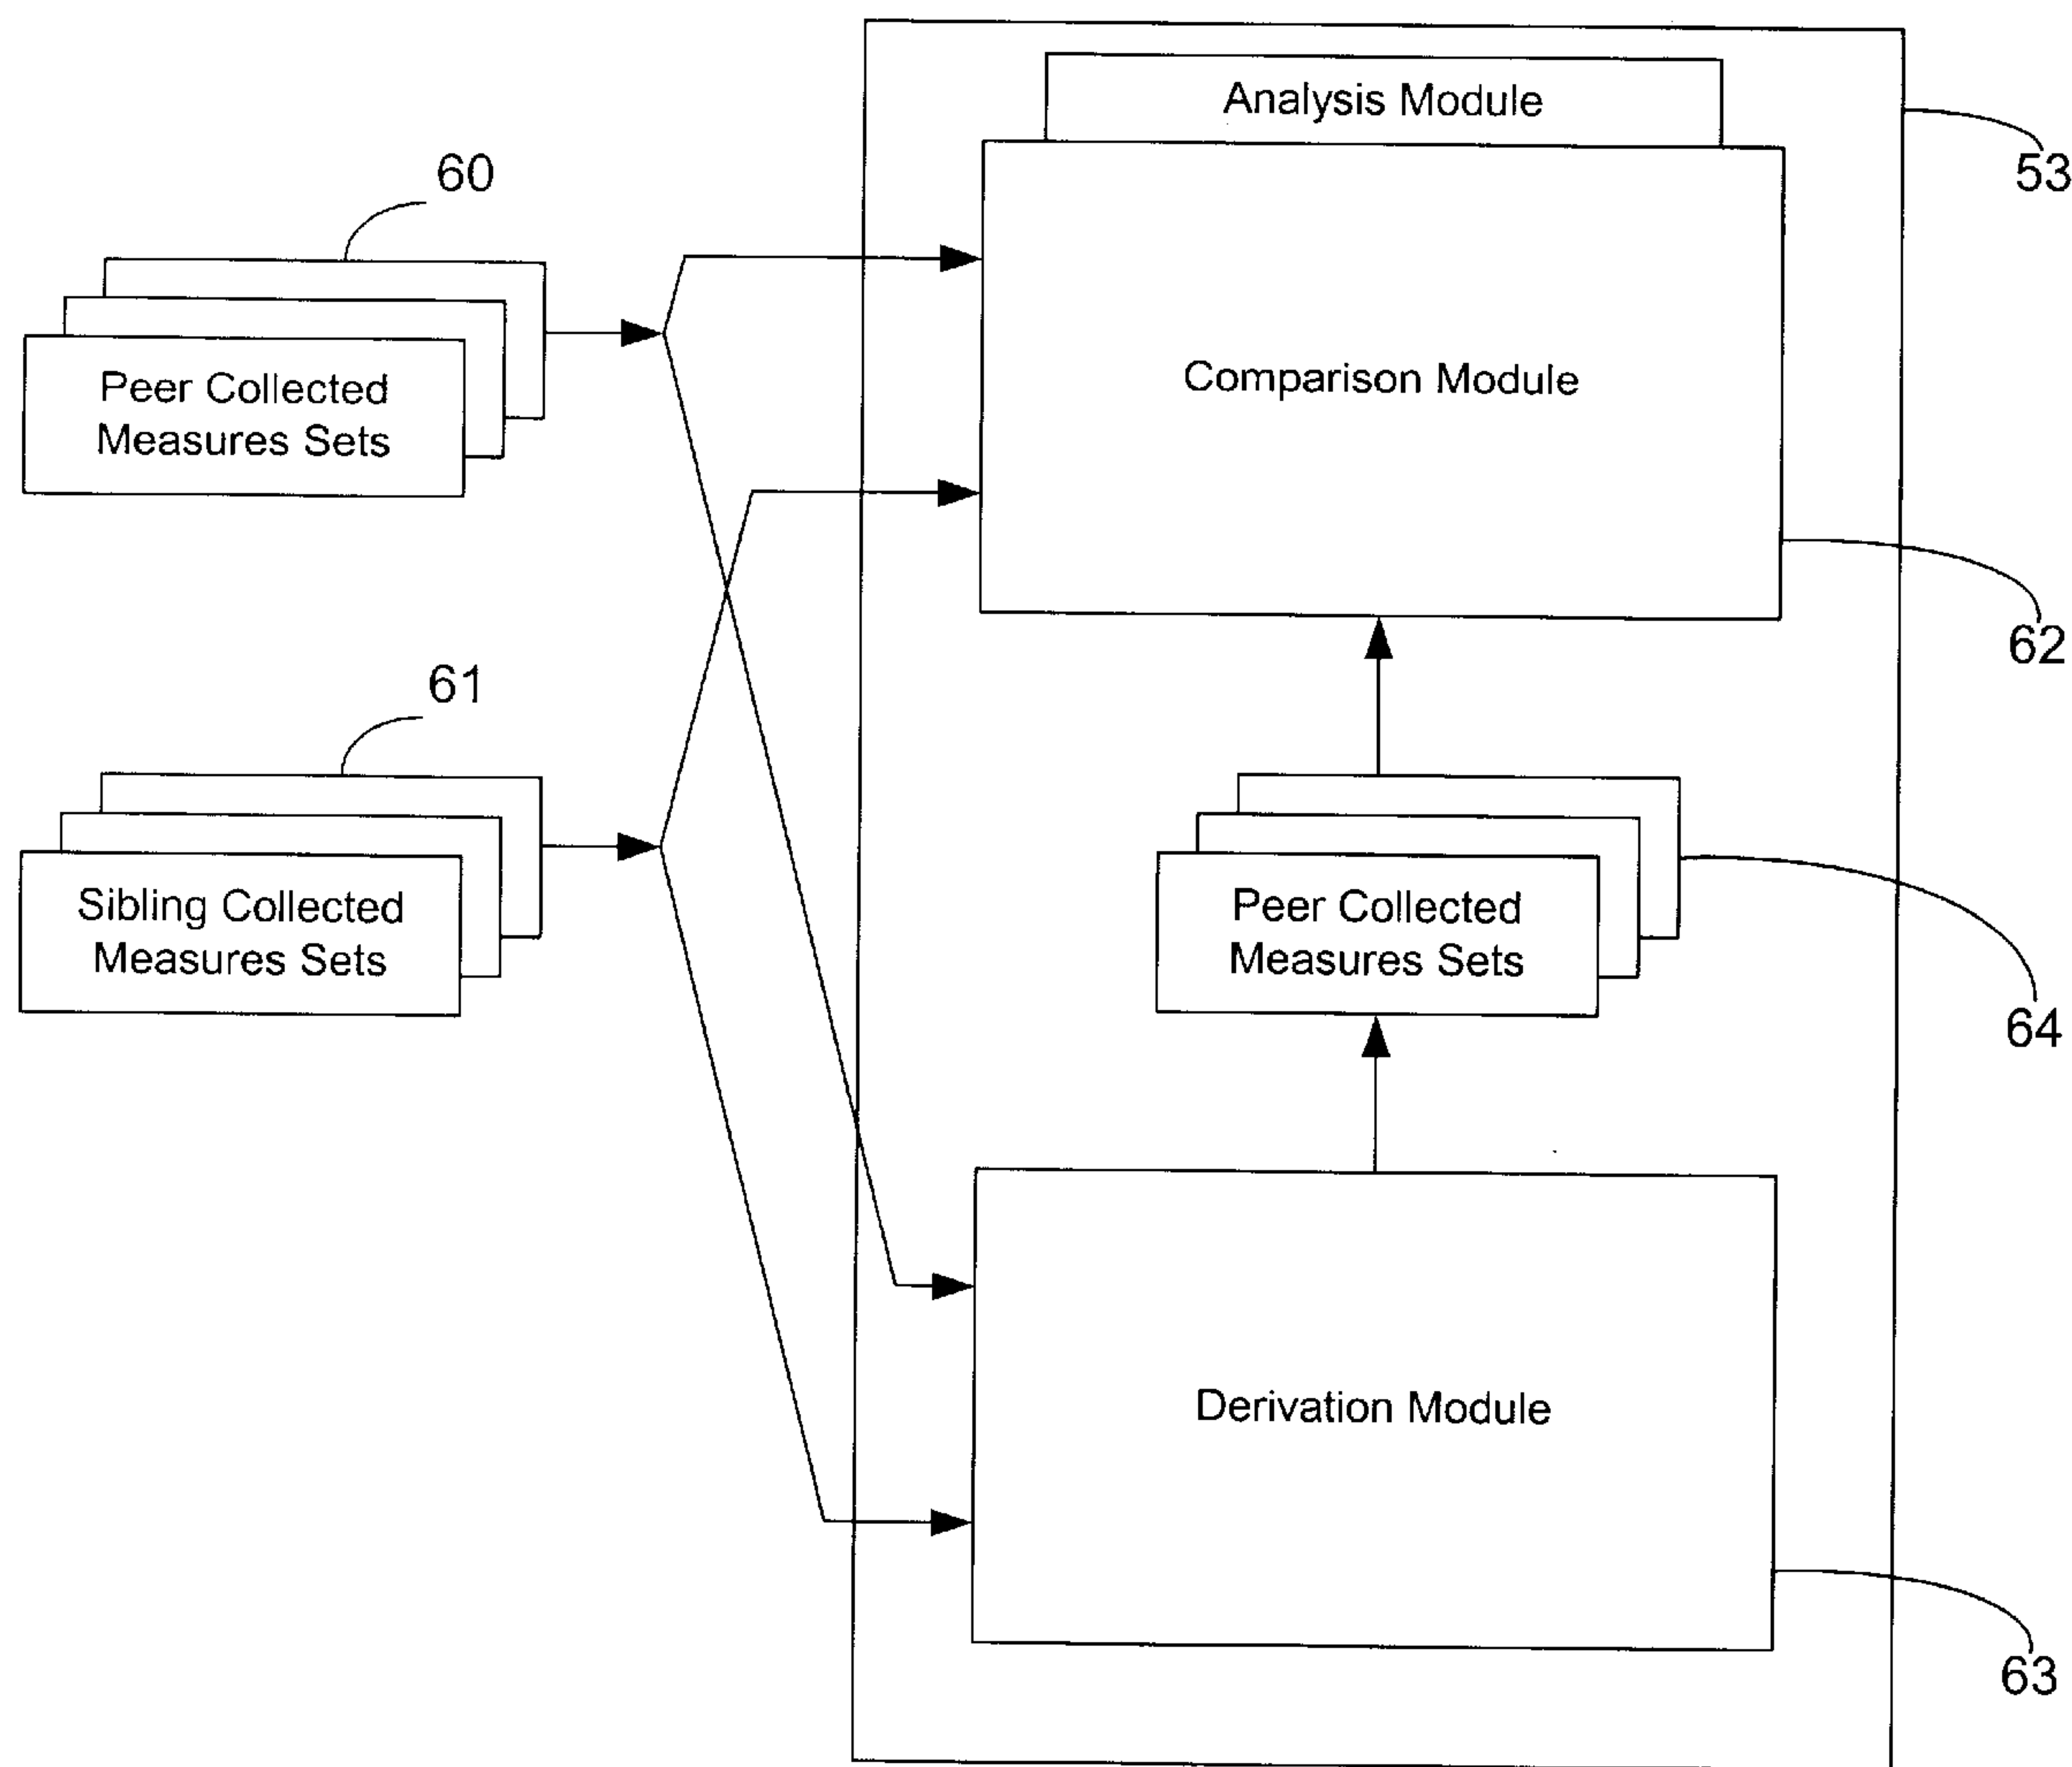 Analysis Module
53
60
Comparison Module
Peer Collected
Measures Sets
62
61
Sibling Collected
Measures Sets
Peer Collected
Measures Sets
64
Derivation Module
63